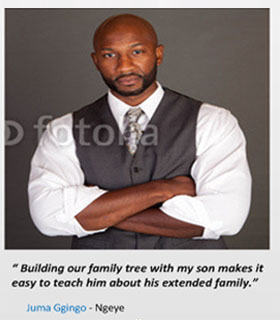 fotolia
“ Building our family tree with my son makes it
easy to teach him about his extended family.”
Juma Ggingo - Ngeye